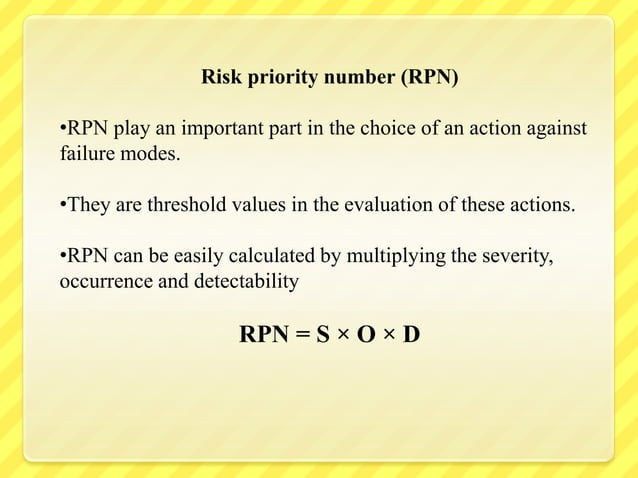 Risk priority number (RPN)
•RPN play an important part in the choice of an action against
failure modes.
•They are threshold values in the evaluation of these actions.
•RPN can be easily calculated by multiplying the severity,
occurrence and detectability
RPN = S × O × D